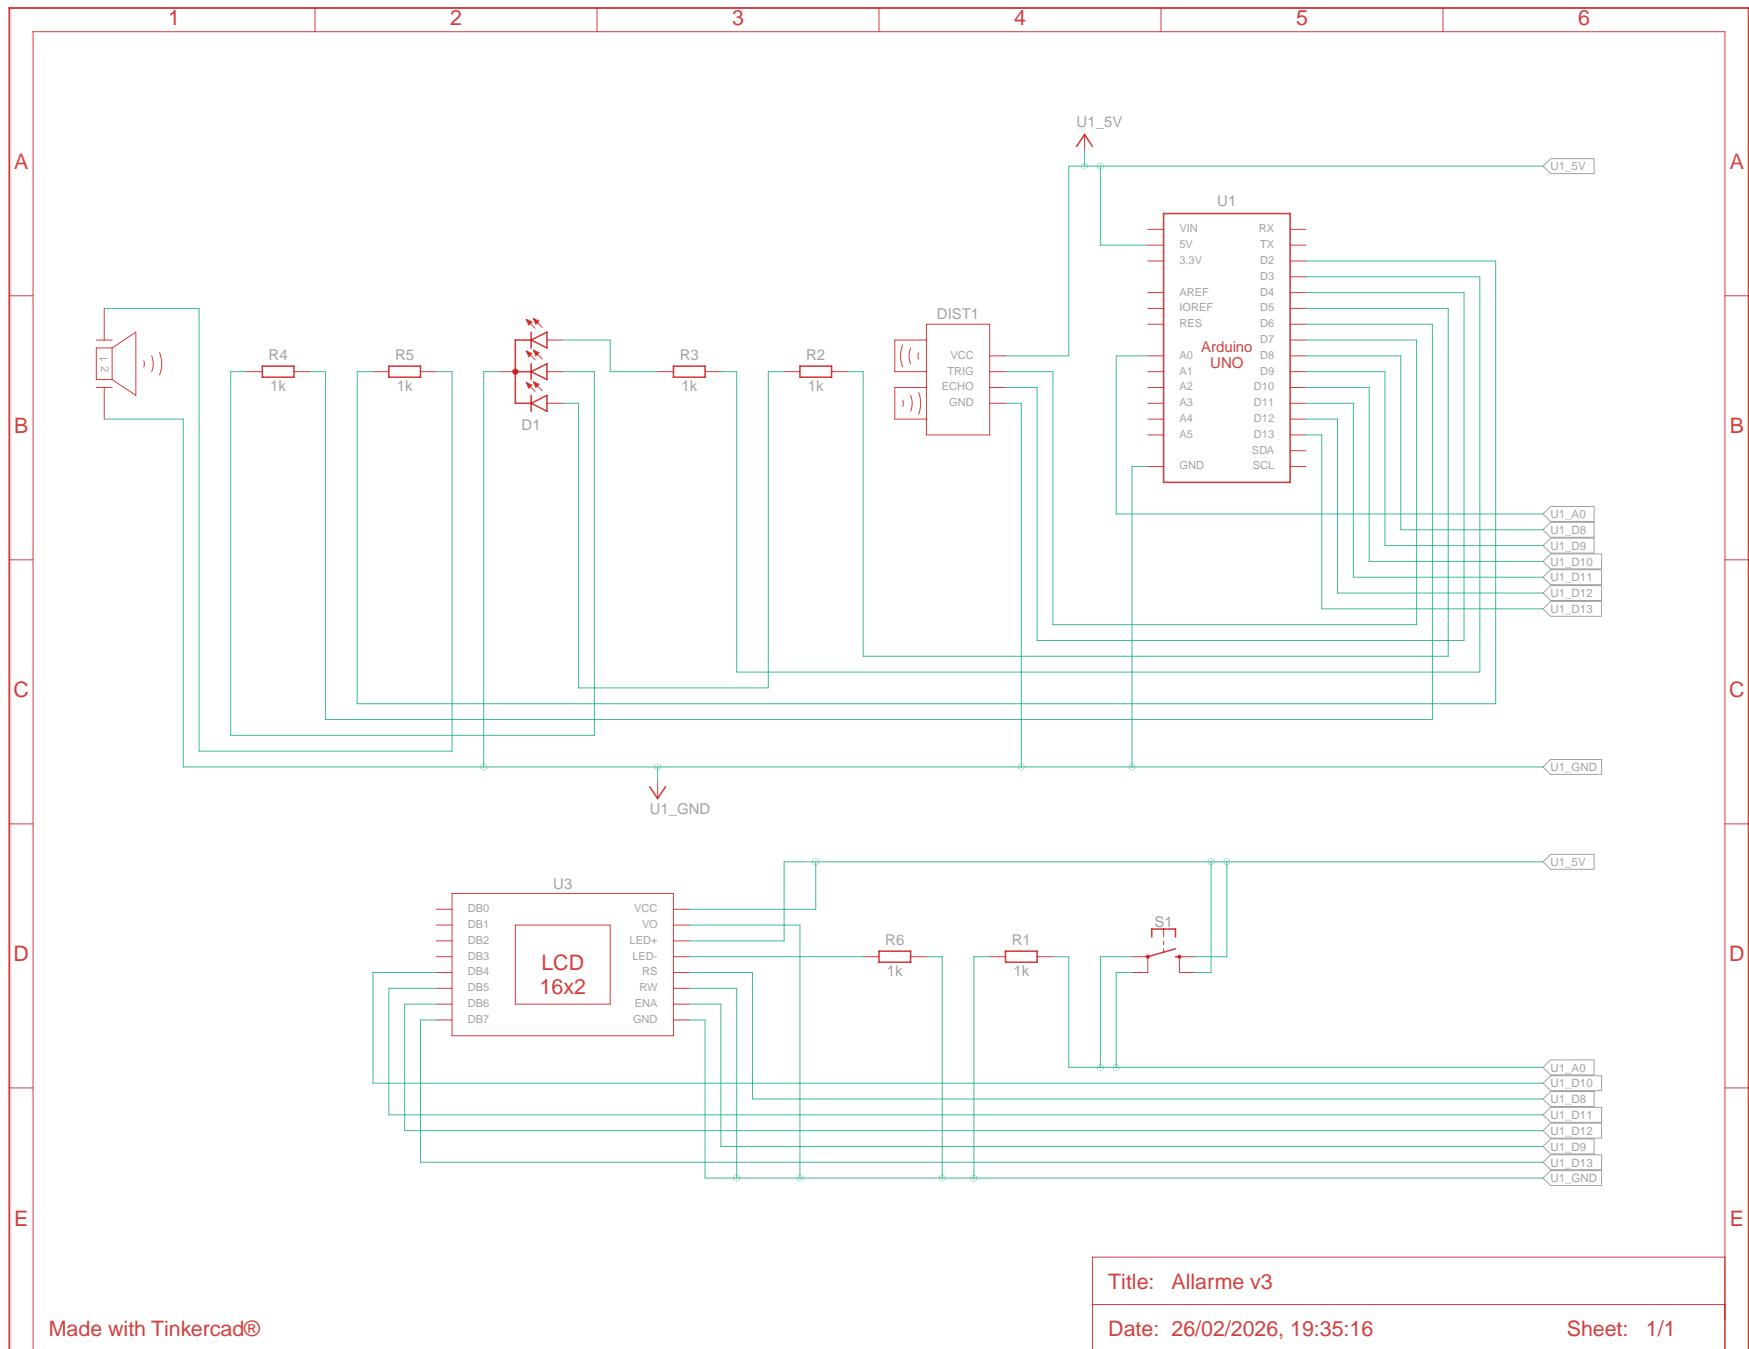 1 2 3 4 5 6
A A
B B
C C
D D
E E
U1_5V
U1_5V
U1
VIN RX
5V TX
3.3V D2
D3
AREF D4
IOREF D5
RES D6
D7
A0 D8
A1 D9
A2 D10
A3 D11
A4 D12
A5 D13
SDA
GND SCL
Arduino
UNO
DIST1
VCC
TRIG
ECHO
GND
1
2
R4
1k
R5
1k
D1
R3
1k
R2
1k
U1_A0
U1_D8
U1_D9
U1_D10
U1_D11
U1_D12
U1_D13
U1_GND
U1_GND
U1_5V
U3
DB0 VCC
DB1 VO
DB2 LED+
DB3 LED-
DB4 RS
DB5 RW
DB6 ENA
DB7 GND
LCD
16x2
R6
1k
R1
1k
S1
U1_A0
U1_D10
U1_D8
U1_D11
U1_D12
U1_D9
U1_D13
U1_GND
Title: Allarme v3
Made with Tinkercad®
Date: 26/02/2026, 19:35:16 Sheet: 1/1